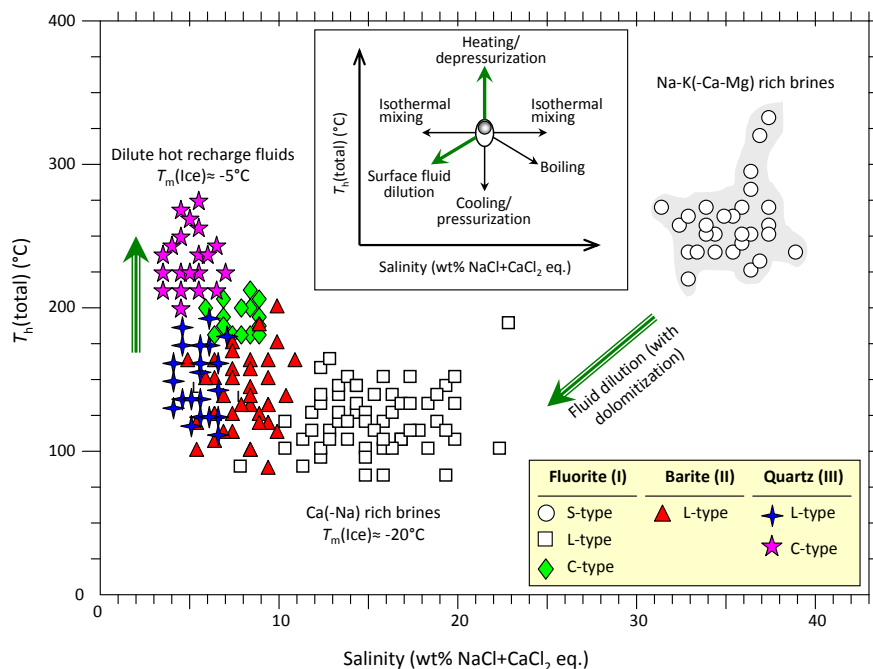 400
300
200
100
0
T_h(total) (°C)
0
10
20
30
40
Salinity (wt% NaCl+CaCl₂ eq.)
Dilute hot recharge fluids
T_m(Ice)≈ -5°C
Heating/
depressurization
Isothermal
mixing
Isothermal
mixing
Surface fluid
dilution
Boiling
Cooling/
pressurization
T_h(total) (°C)
Salinity (wt% NaCl+CaCl₂ eq.)
Na-K(-Ca-Mg) rich brines
Fluid dilution (with
dolomitization)
Ca(-Na) rich brines
T_m(Ice)≈ -20°C
Fluorite (I) Barite (II) Quartz (III)
S-type L-type L-type
L-type C-type
C-type